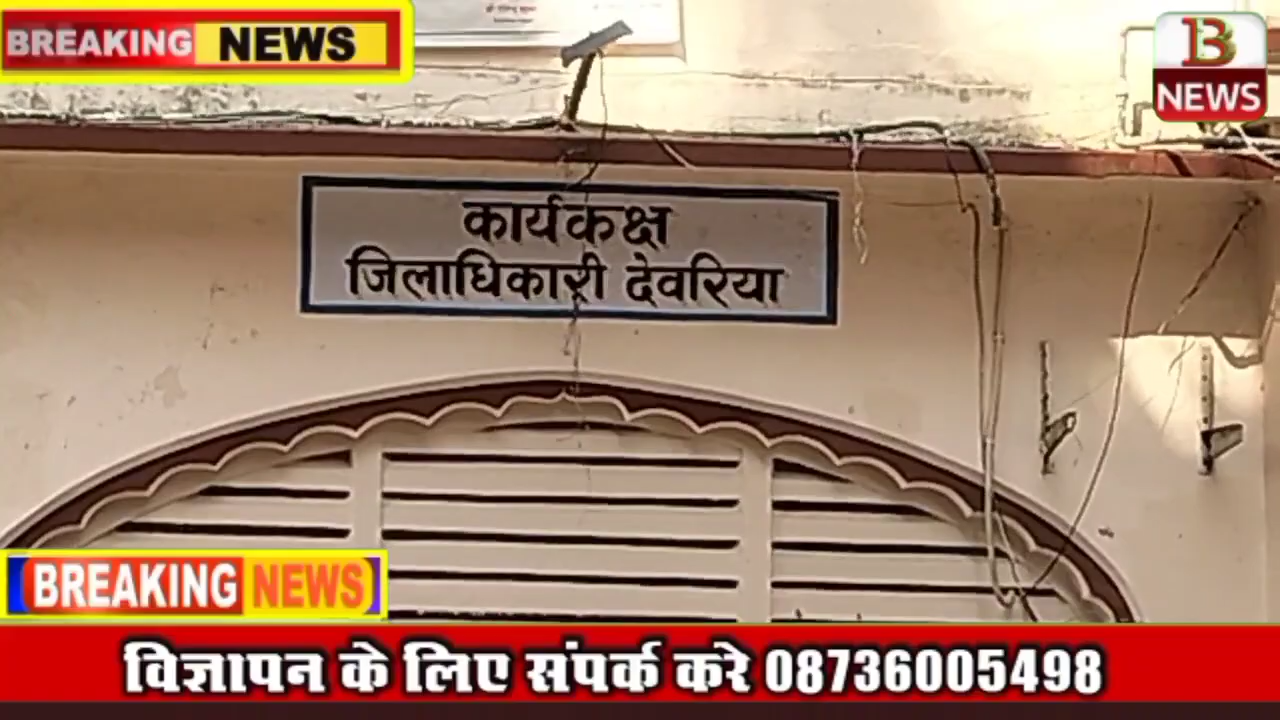 BREAKING NEWS
B
NEWS
कार्यकक्ष
जिलाधिकारी देवरिया
BREAKING NEWS
विज्ञापन के लिए संपर्क करे 08736005498